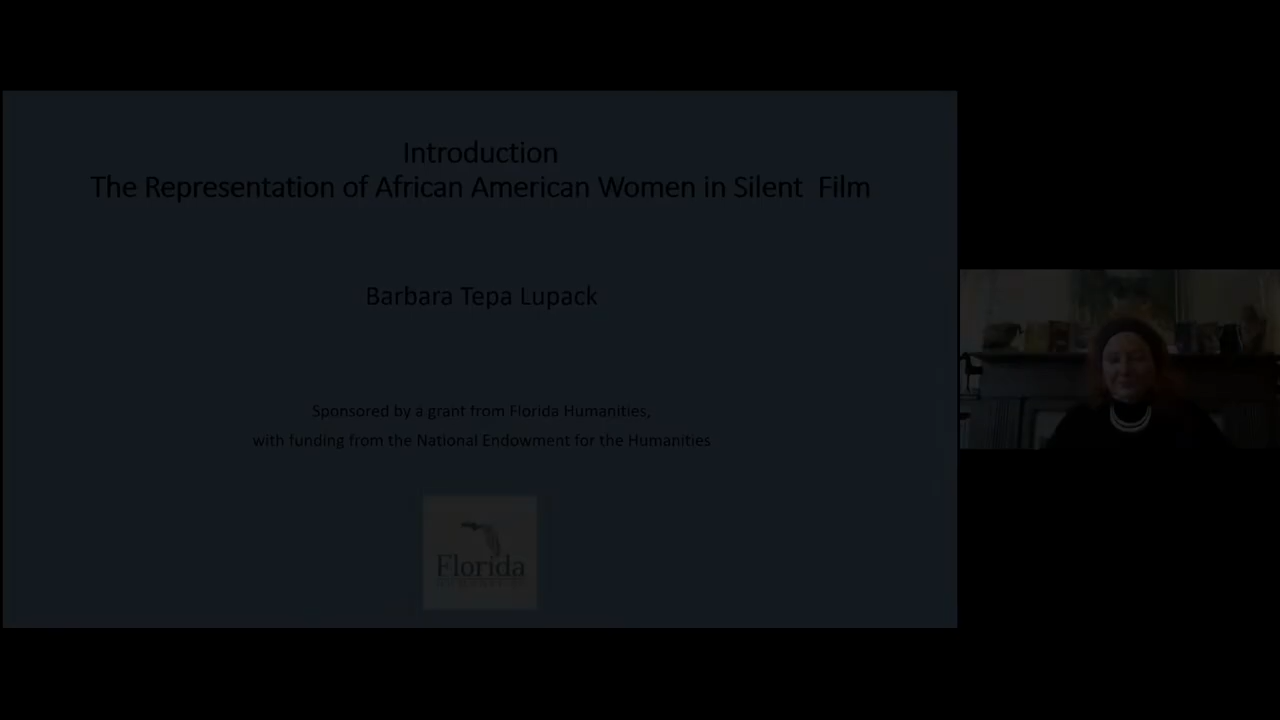 Introduction
The Representation of African American Women in Silent Film
Barbara Tepa Lupack
Sponsored by a grant from Florida Humanities,
with funding from the National Endowment for the Humanities
Florida